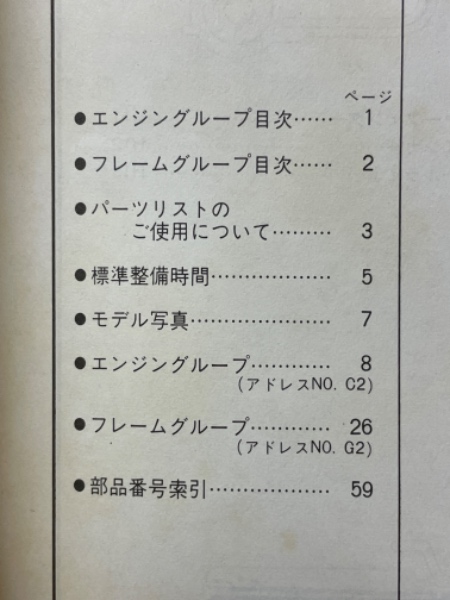 ページ
●エンジングループ目次…… 1
●フレームグループ目次…… 2
●パーツリストの
ご使用について……… 3
●標準整備時間……………… 5
●モデル写真………………… 7
●エンジングループ………… 8
(アドレスNO. C2)
●フレームグループ………… 26
(アドレスNO. G2)
●部品番号索引……………… 59